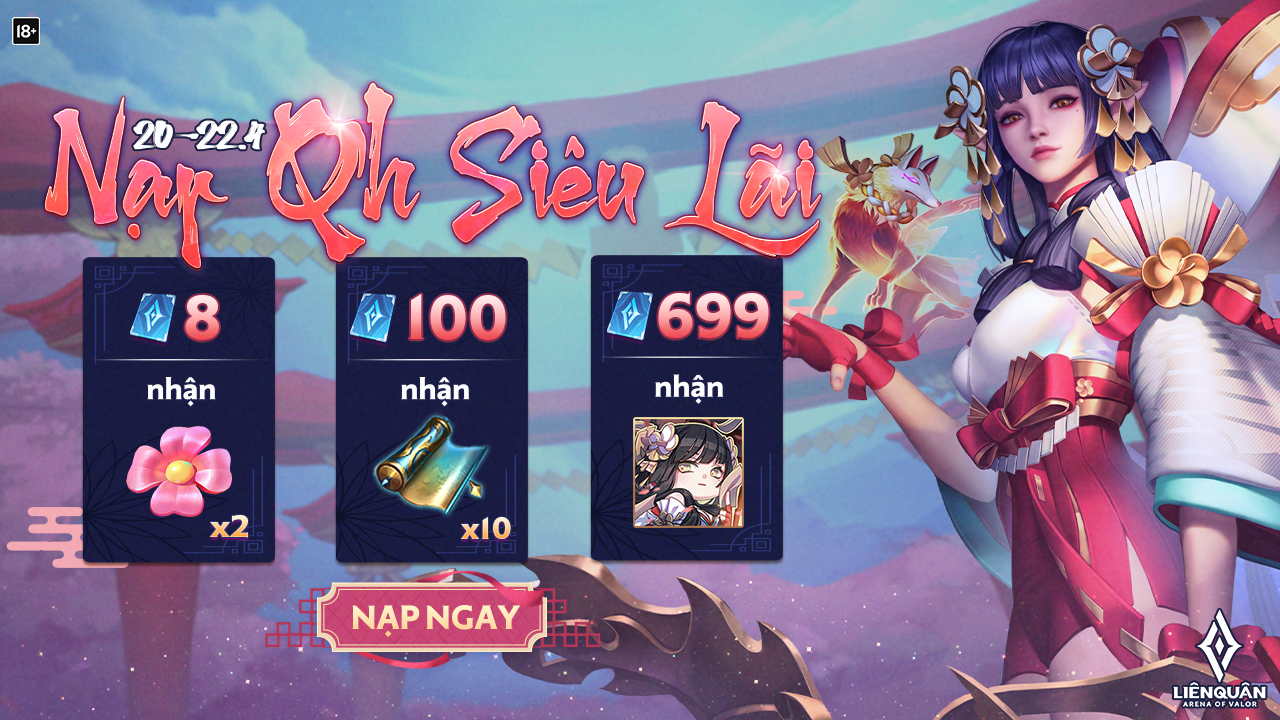 18+
20-22.4
Nạp Qh Siêu Lãi
8
nhận
x2
100
nhận
x10
699
nhận
NẠP NGAY
LIÊNQUÂN
ARENA OF VALOR